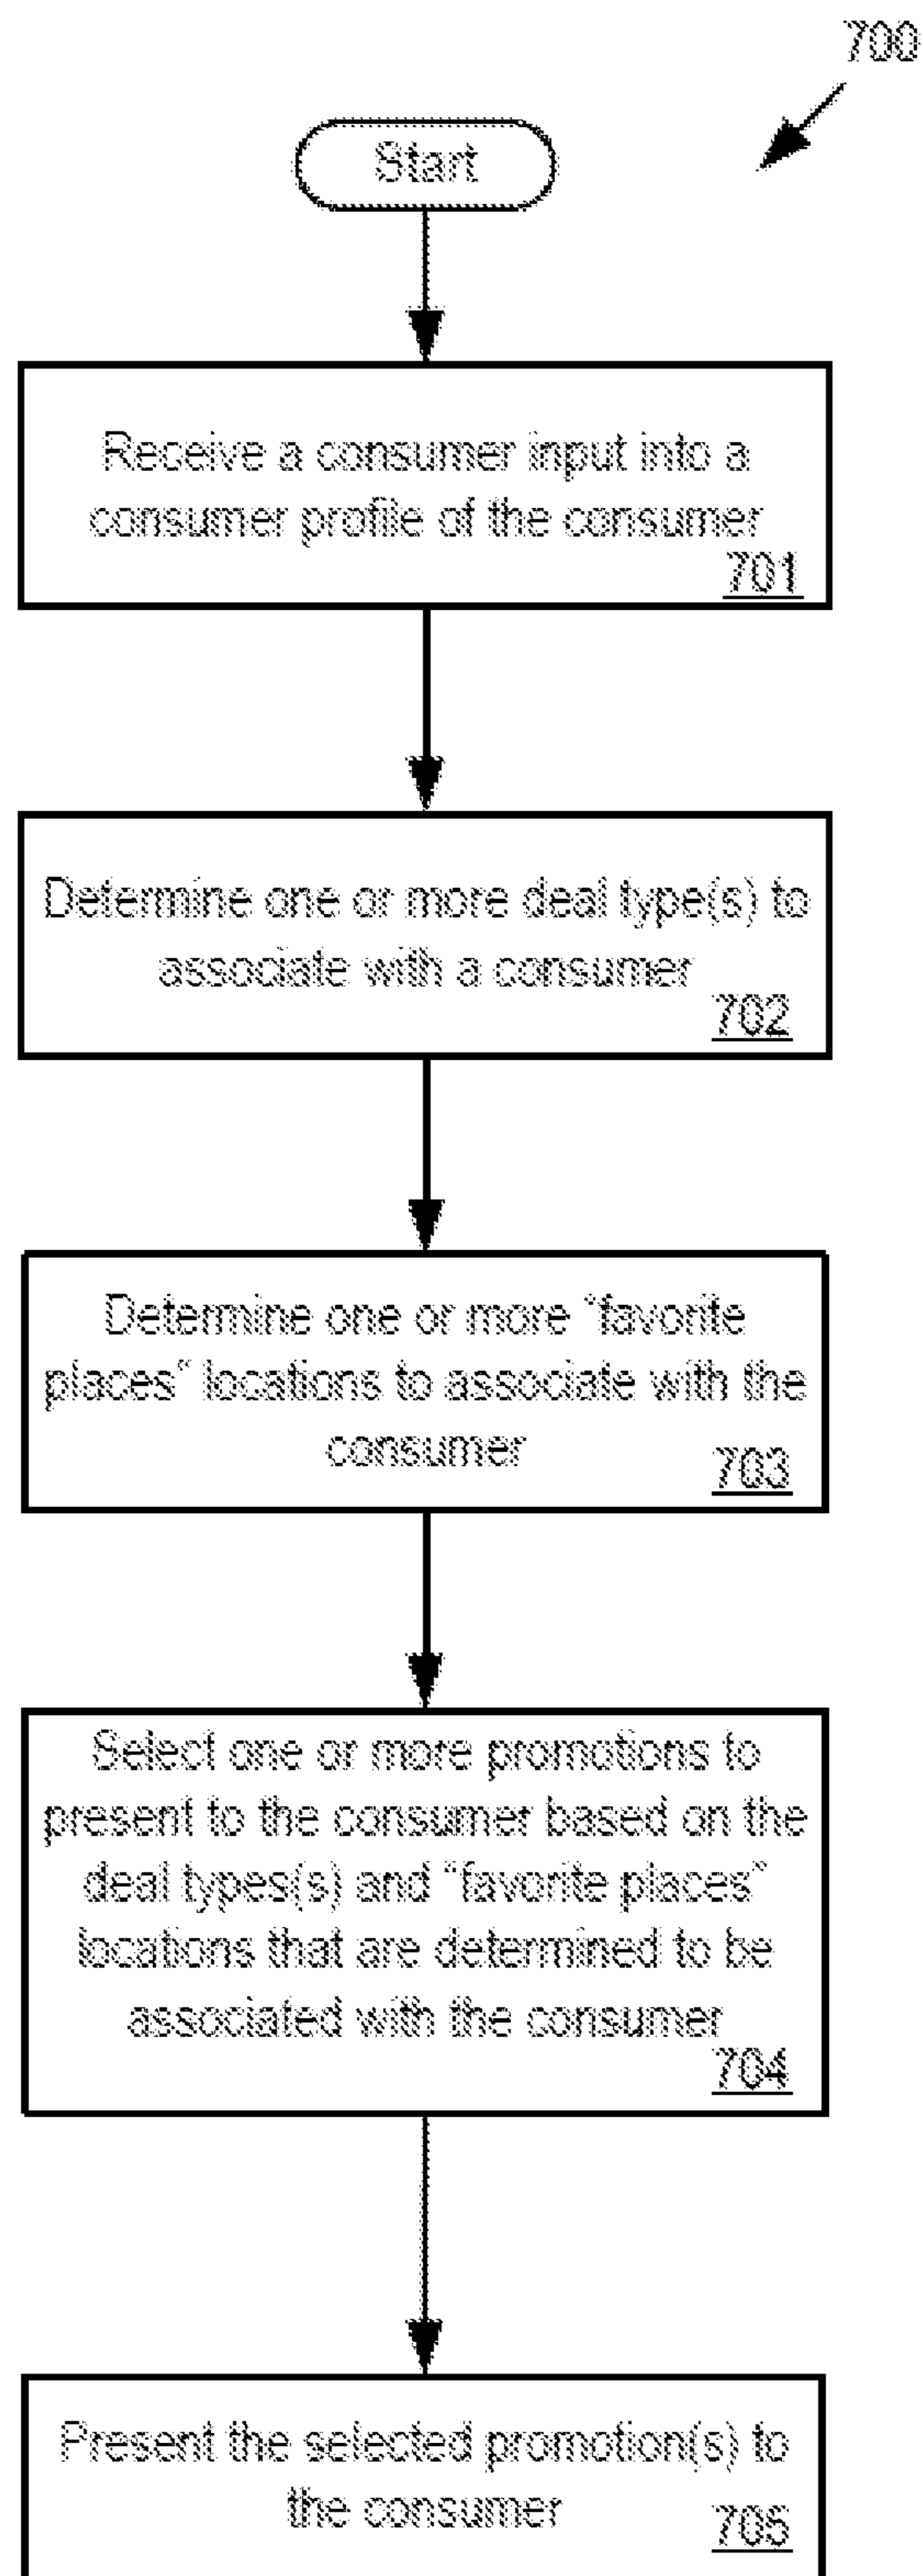 700
Start
Receive a consumer input into a
consumer profile of the consumer
701
Determine one or more deal type(s) to
associate with a consumer
702
Determine one or more “favorite
places“ locations to associate with the
consumer
703
Select one or more promotions to
present to the consumer based on the
deal types(s) and “favorite places”
locations that are determined to be
associated with the consumer
704
Present the selected promotion(s) to
the consumer
705